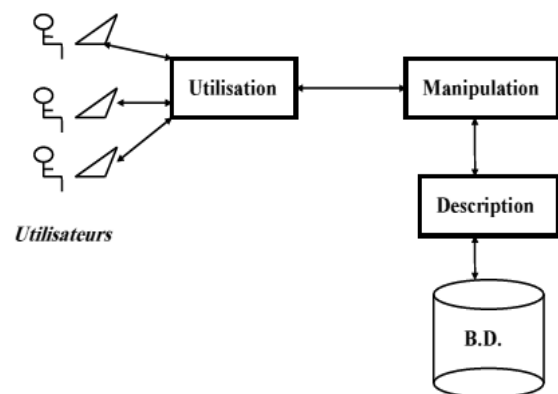 Utilisation
Manipulation
Description
Utilisateurs
B.D.